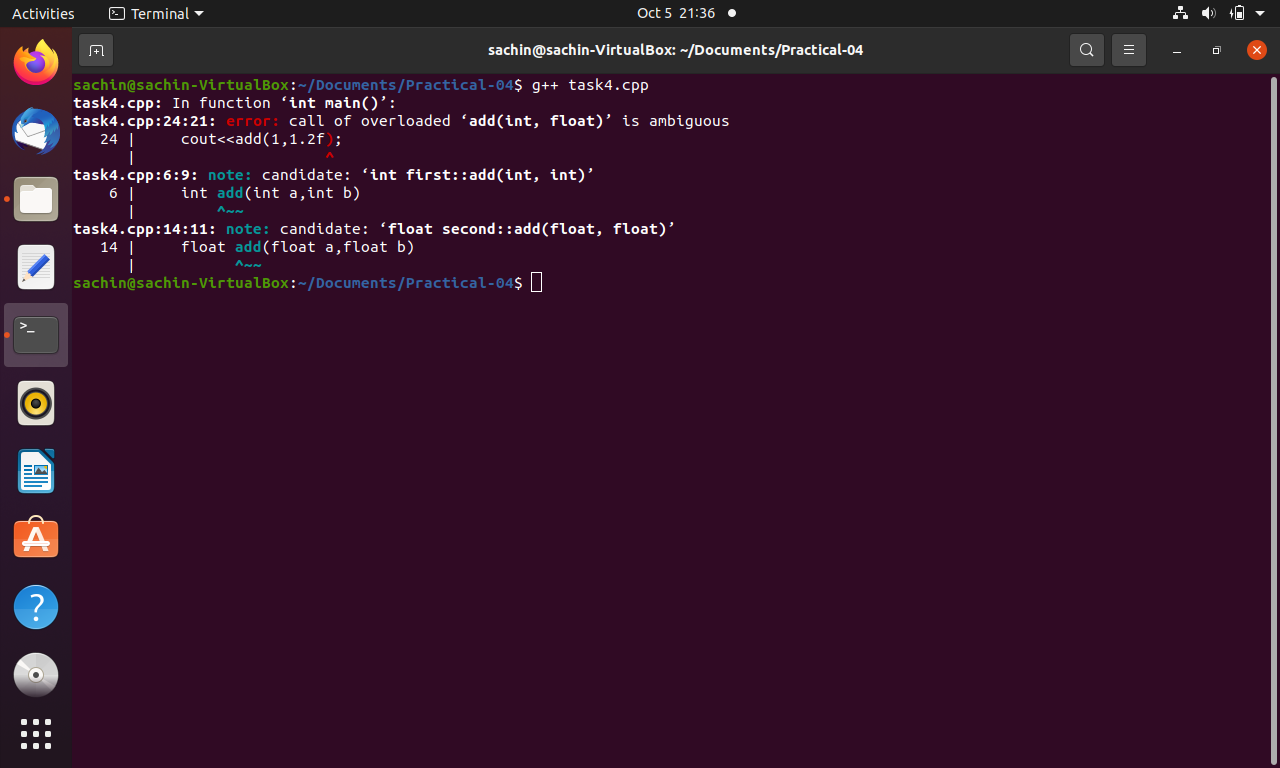 Activities
Terminal
Oct 5 21:36
sachin@sachin-VirtualBox: ~/Documents/Practical-04
sachin@sachin-VirtualBox:~/Documents/Practical-04$ g++ task4.cpp
task4.cpp: In function ‘int main()’:
task4.cpp:24:21: error: call of overloaded ‘add(int, float)’ is ambiguous
   24 |     cout<<add(1,1.2f);
      |                     ^
task4.cpp:6:9: note: candidate: ‘int first::add(int, int)’
    6 |     int add(int a,int b)
      |         ^~~
task4.cpp:14:11: note: candidate: ‘float second::add(float, float)’
   14 |     float add(float a,float b)
      |           ^~~
sachin@sachin-VirtualBox:~/Documents/Practical-04$
>_
?